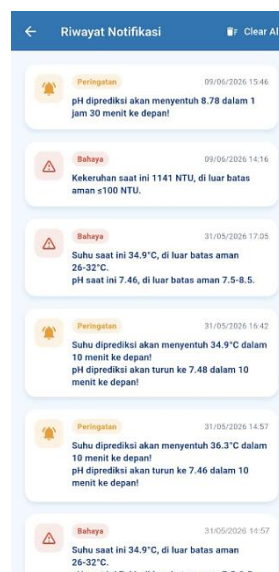 Riwayat Notifikasi
Clear Al
Peringatan
09/06/2026 15:46
pH diprediksi akan menyentuh 8.78 dalam 1
jam 30 menit ke depan!
Bahaya
09/06/2026 14:16
Kekeruhan saat ini 1141 NTU, di luar batas
aman ≤100 NTU.
Bahaya
31/05/2026 17:05
Suhu saat ini 34.9°C, di luar batas aman
26-32°C.
pH saat ini 7.46, di luar batas aman 7.5-8.5.
Peringatan
31/05/2026 16:42
Suhu diprediksi akan menyentuh 34.9°C dalam
10 menit ke depan!
pH diprediksi akan turun ke 7.48 dalam 10
menit ke depan!
Peringatan
31/05/2026 14:57
Suhu diprediksi akan menyentuh 36.3°C dalam
10 menit ke depan!
pH diprediksi akan turun ke 7.46 dalam 10
menit ke depan!
Bahaya
31/05/2026 14:57
Suhu saat ini 34.9°C, di luar batas aman
26-32°C.